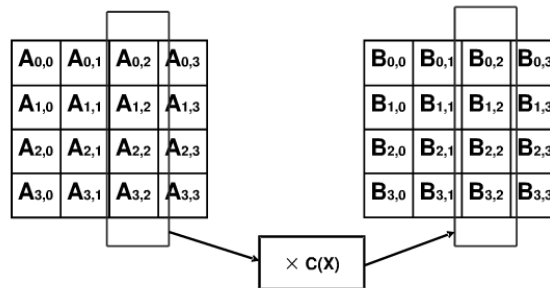 A0,0 A0,1 A0,2 A0,3 B0,0 B0,1 B0,2 B0,3
A1,0 A1,1 A1,2 A1,3 B1,0 B1,1 B1,2 B1,3
A2,0 A2,1 A2,2 A2,3 B2,0 B2,1 B2,2 B2,3
A3,0 A3,1 A3,2 A3,3 B3,0 B3,1 B3,2 B3,3
× C(X)